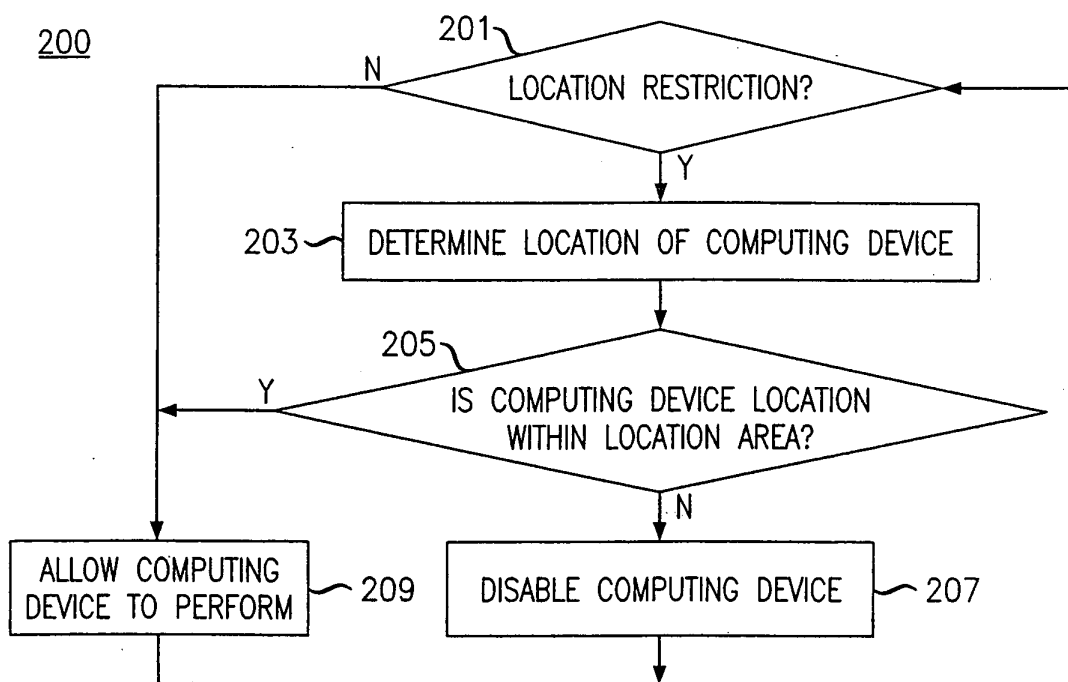 200
201
N
LOCATION RESTRICTION?
Y
203
DETERMINE LOCATION OF COMPUTING DEVICE
205
Y
IS COMPUTING DEVICE LOCATION
WITHIN LOCATION AREA?
N
ALLOW COMPUTING
DEVICE TO PERFORM
209
DISABLE COMPUTING DEVICE
207